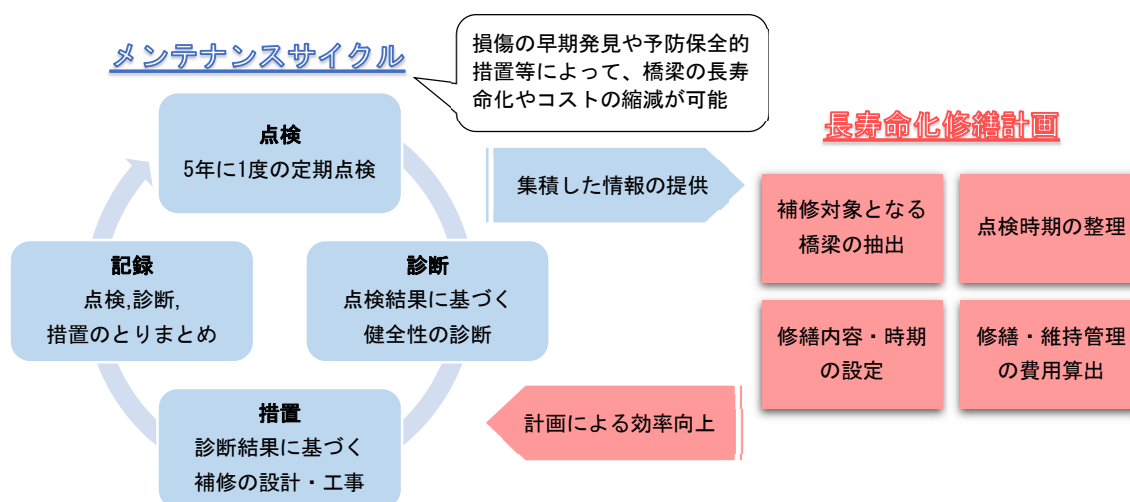 メンテナンスサイクル
損傷の早期発見や予防保全的
措置等によって、橋梁の長寿
命化やコストの縮減が可能
点検
5年に1度の定期点検
診断
点検結果に基づく
健全性の診断
措置
診断結果に基づく
補修の設計・工事
記録
点検,診断,
措置のとりまとめ
集積した情報の提供
計画による効率向上
長寿命化修繕計画
補修対象となる
橋梁の抽出
点検時期の整理
修繕内容・時期
の設定
修繕・維持管理
の費用算出